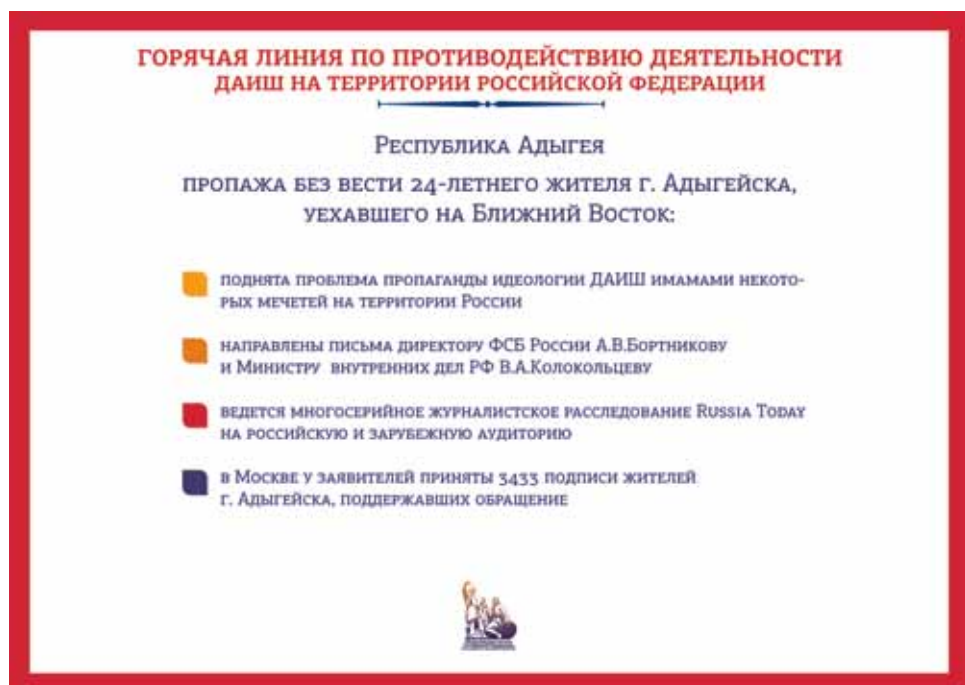 ГОРЯЧАЯ ЛИНИЯ ПО ПРОТИВОДЕЙСТВИЮ ДЕЯТЕЛЬНОСТИ
ДАИШ НА ТЕРРИТОРИИ РОССИЙСКОЙ ФЕДЕРАЦИИ
Республика Адыгея
пропажа без вести 24-летнего жителя г. Адыгейска,
уехавшего на Ближний Восток:
поднята проблема пропаганды идеологии ДАИШ имамами некото-
рых мечетей на территории России
направлены письма директору ФСБ России А.В.Бортникову
и Министру внутренних дел РФ В.А.Колокольцеву
ведется многосерийное журналистское расследование Russia Today
на российскую и зарубежную аудиторию
в Москве у заявителей приняты 3433 подписи жителей
г. Адыгейска, поддержавших обращение